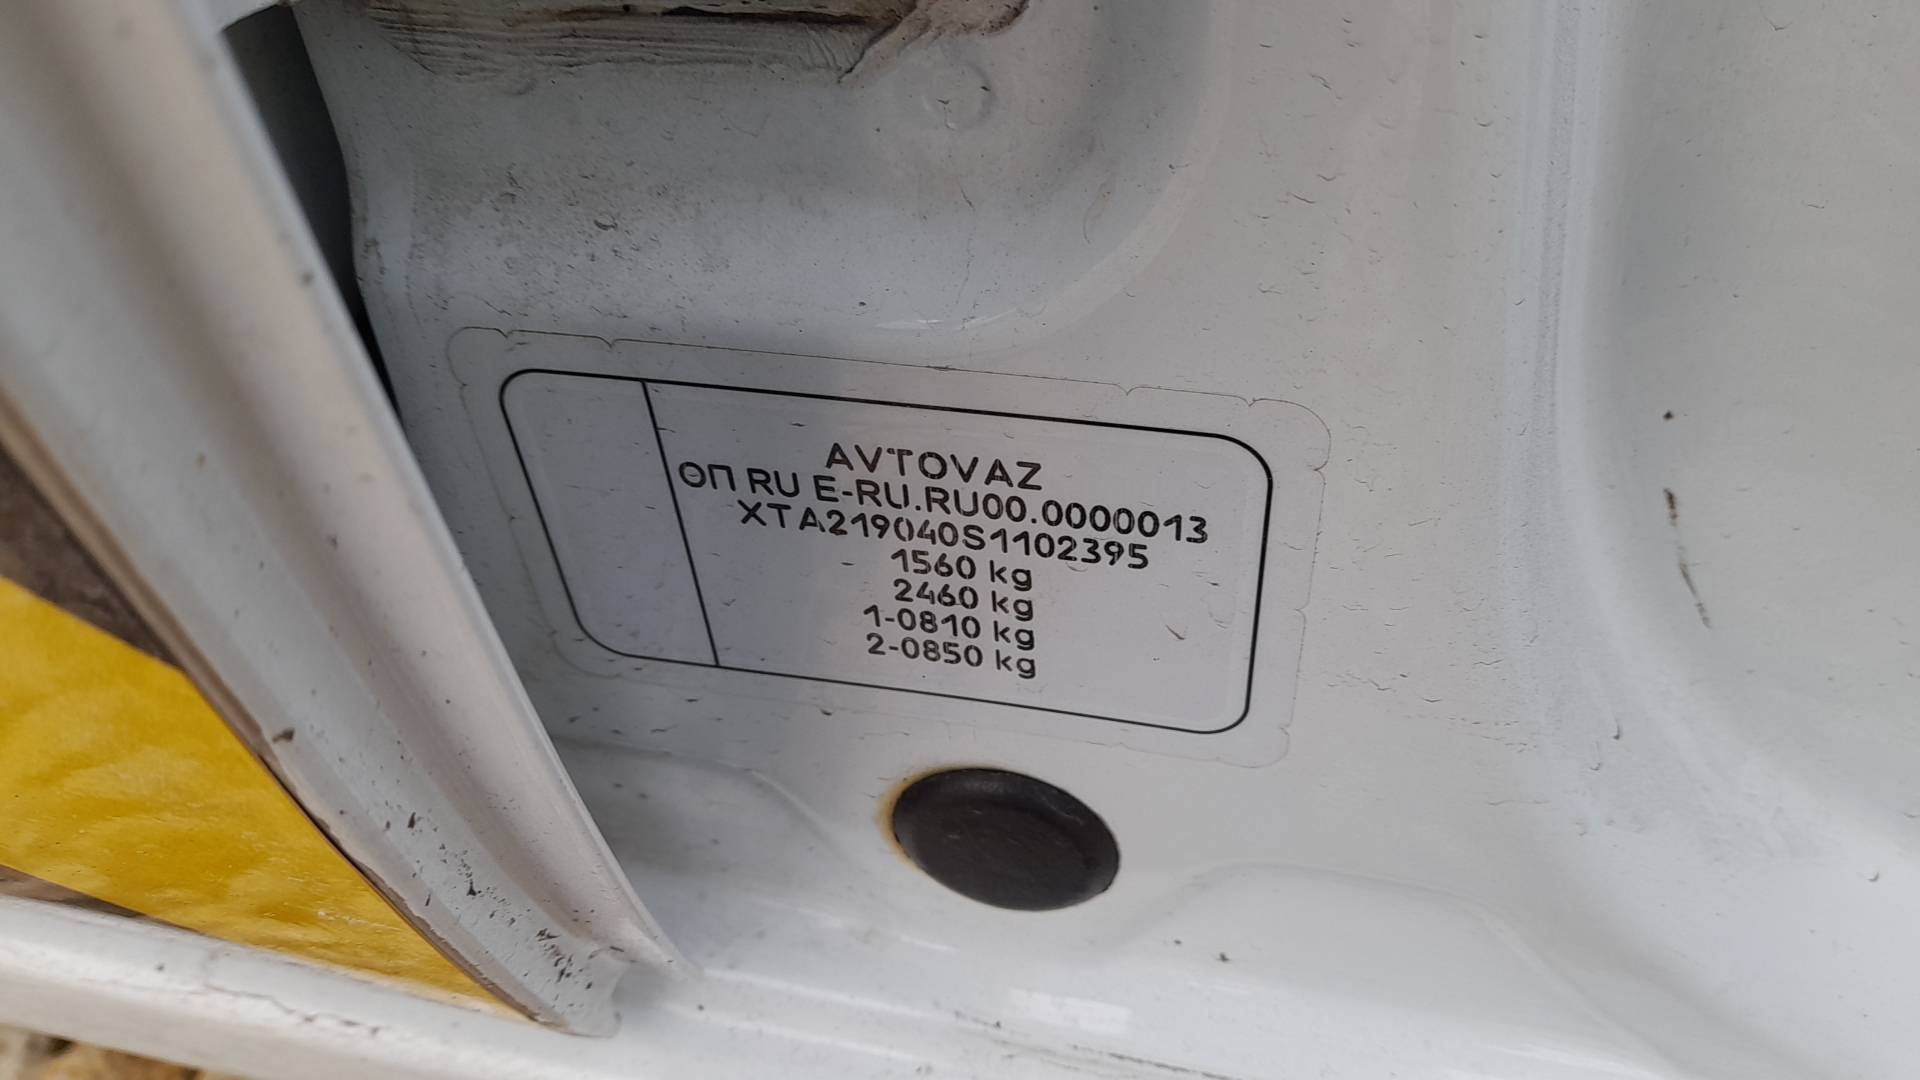 AVTOVAZ
ΘΠ RU E-RU.RU00.0000013
XTA219040S1102395
1560 kg
2460 kg
1-0810 kg
2-0850 kg